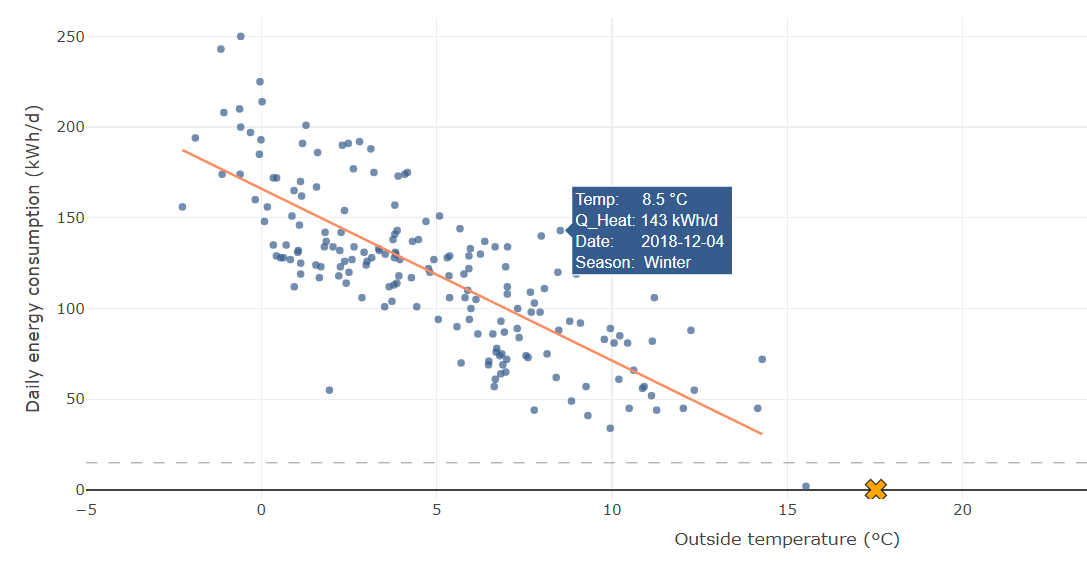 Daily energy consumption (kWh/d)
250
200
150
100
50
0
Temp: 8.5 °C
Q_Heat: 143 kWh/d
Date: 2018-12-04
Season: Winter
−5
0
5
10
15
20
Outside temperature (°C)